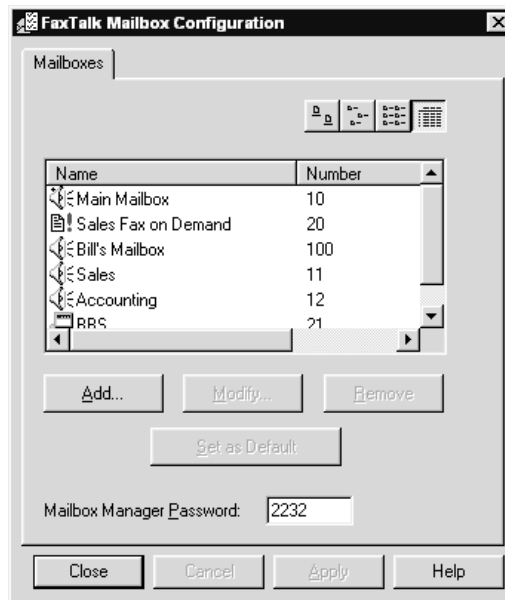 FaxTalk Mailbox Configuration
Mailboxes
Name Number
Main Mailbox 10
Sales Fax on Demand 20
Bill's Mailbox 100
Sales 11
Accounting 12
BBS 21
Add... Modify... Remove
Set as Default
Mailbox Manager Password: 2232
Close Cancel Apply Help